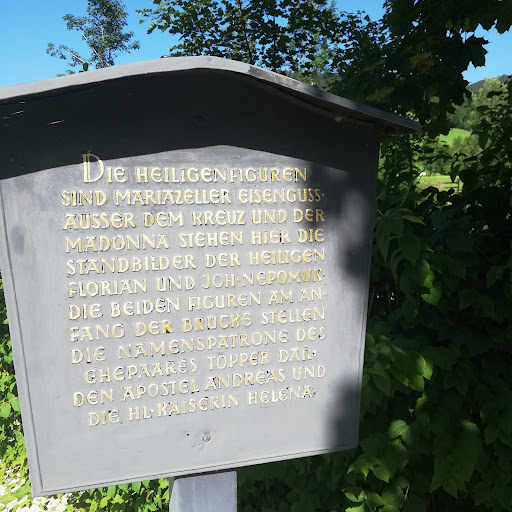 DIE HEILIGENFIGUREN
SIND MARIAZELLER EISENGUSS.
AUSSER DEM KREUZ UND DER
MADONNA STEHEN HIER DIE
STANDBILDER DER HEILIGEN
FLORIAN UND JOH·NEPOMUK·
DIE BEIDEN FIGUREN AM AN-
FANG DER BRÜCKE STELLEN
DIE NAMENSPATRONE DES
EHEPAARES TÖPPER DAR·
DEN APOSTEL ANDREAS UND
DIE HL·KAISERIN HELENA·